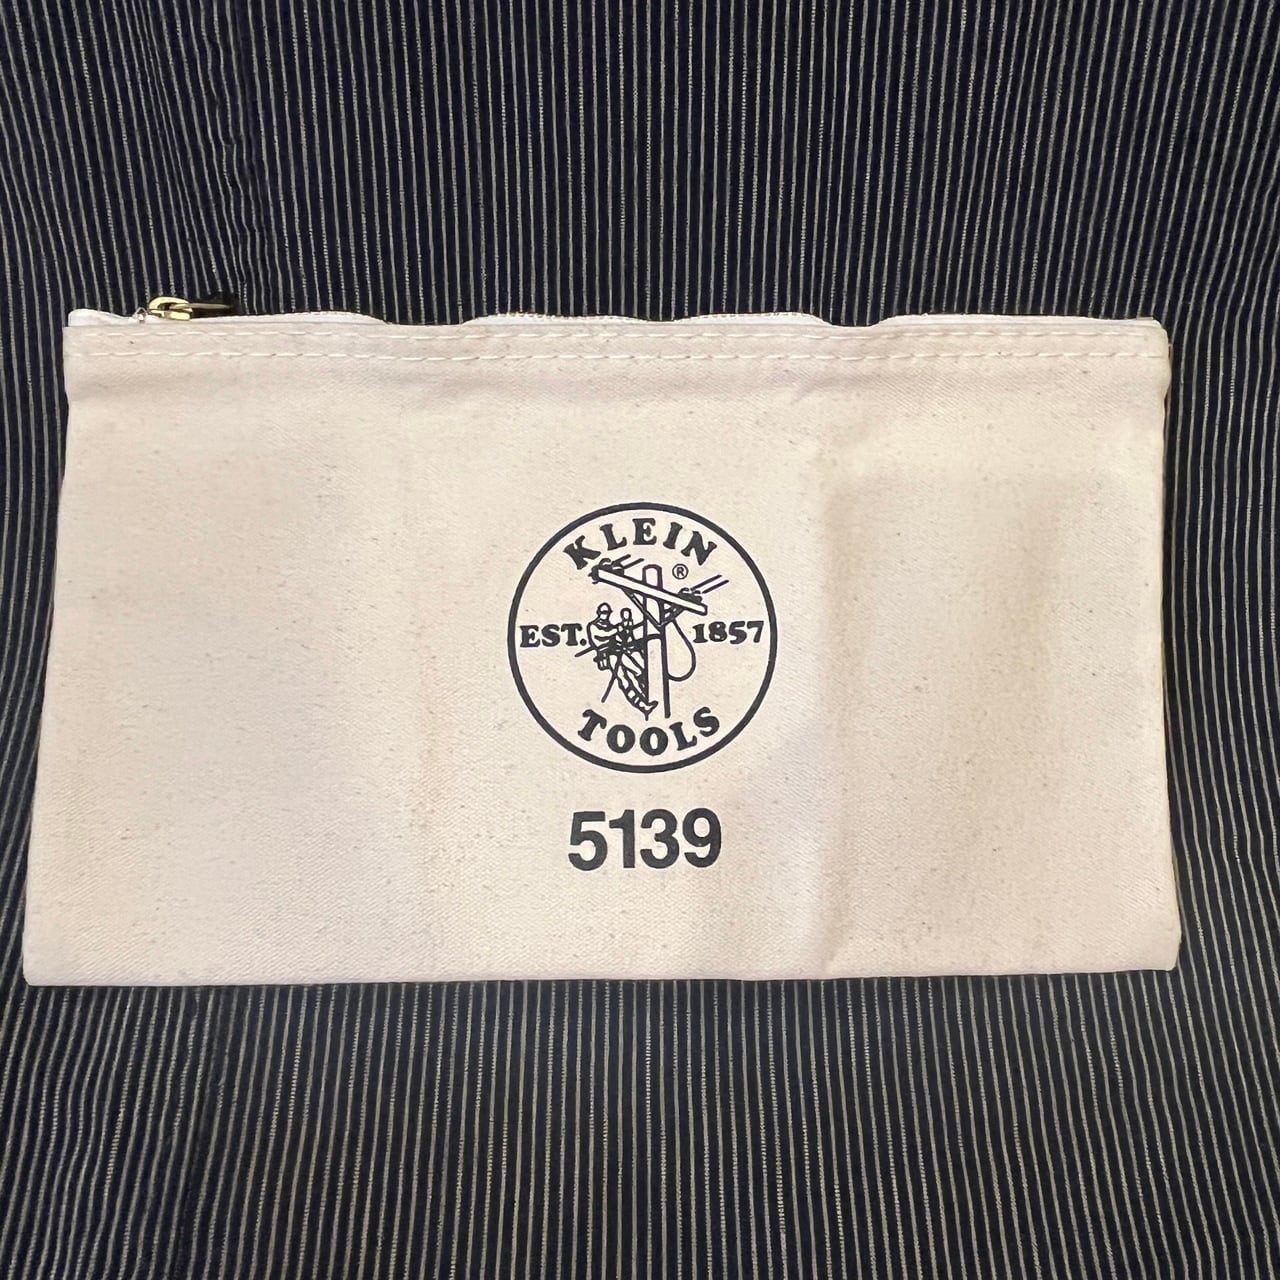 KLEIN
®
EST. 1857
TOOLS
5139